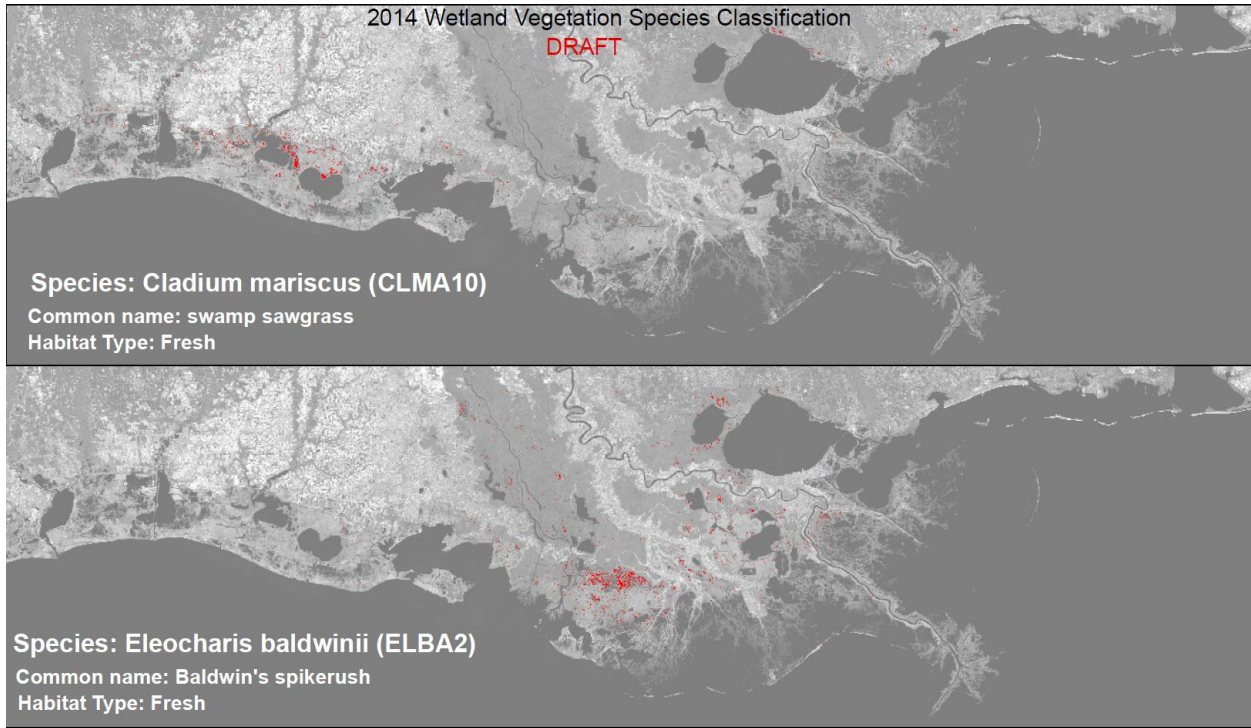 2014 Wetland Vegetation Species Classification
DRAFT
Species: Cladium mariscus (CLMA10)
Common name: swamp sawgrass
Habitat Type: Fresh
Species: Eleocharis baldwinii (ELBA2)
Common name: Baldwin's spikerush
Habitat Type: Fresh